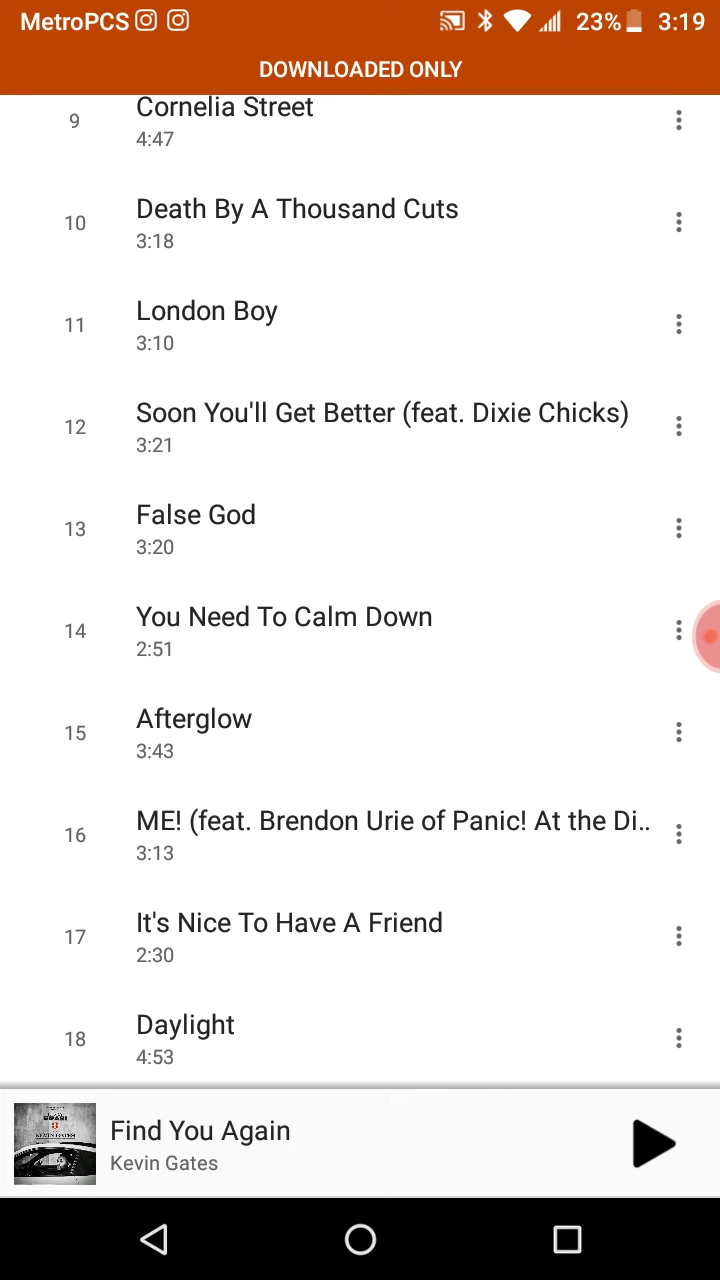 MetroPCS 23% 3:19
DOWNLOADED ONLY
9 Cornelia Street
4:47
10 Death By A Thousand Cuts
3:18
11 London Boy
3:10
12 Soon You'll Get Better (feat. Dixie Chicks)
3:21
13 False God
3:20
14 You Need To Calm Down
2:51
15 Afterglow
3:43
16 ME! (feat. Brendon Urie of Panic! At the Di..
3:13
17 It's Nice To Have A Friend
2:30
18 Daylight
4:53
KEVIN GATES
Find You Again
Kevin Gates